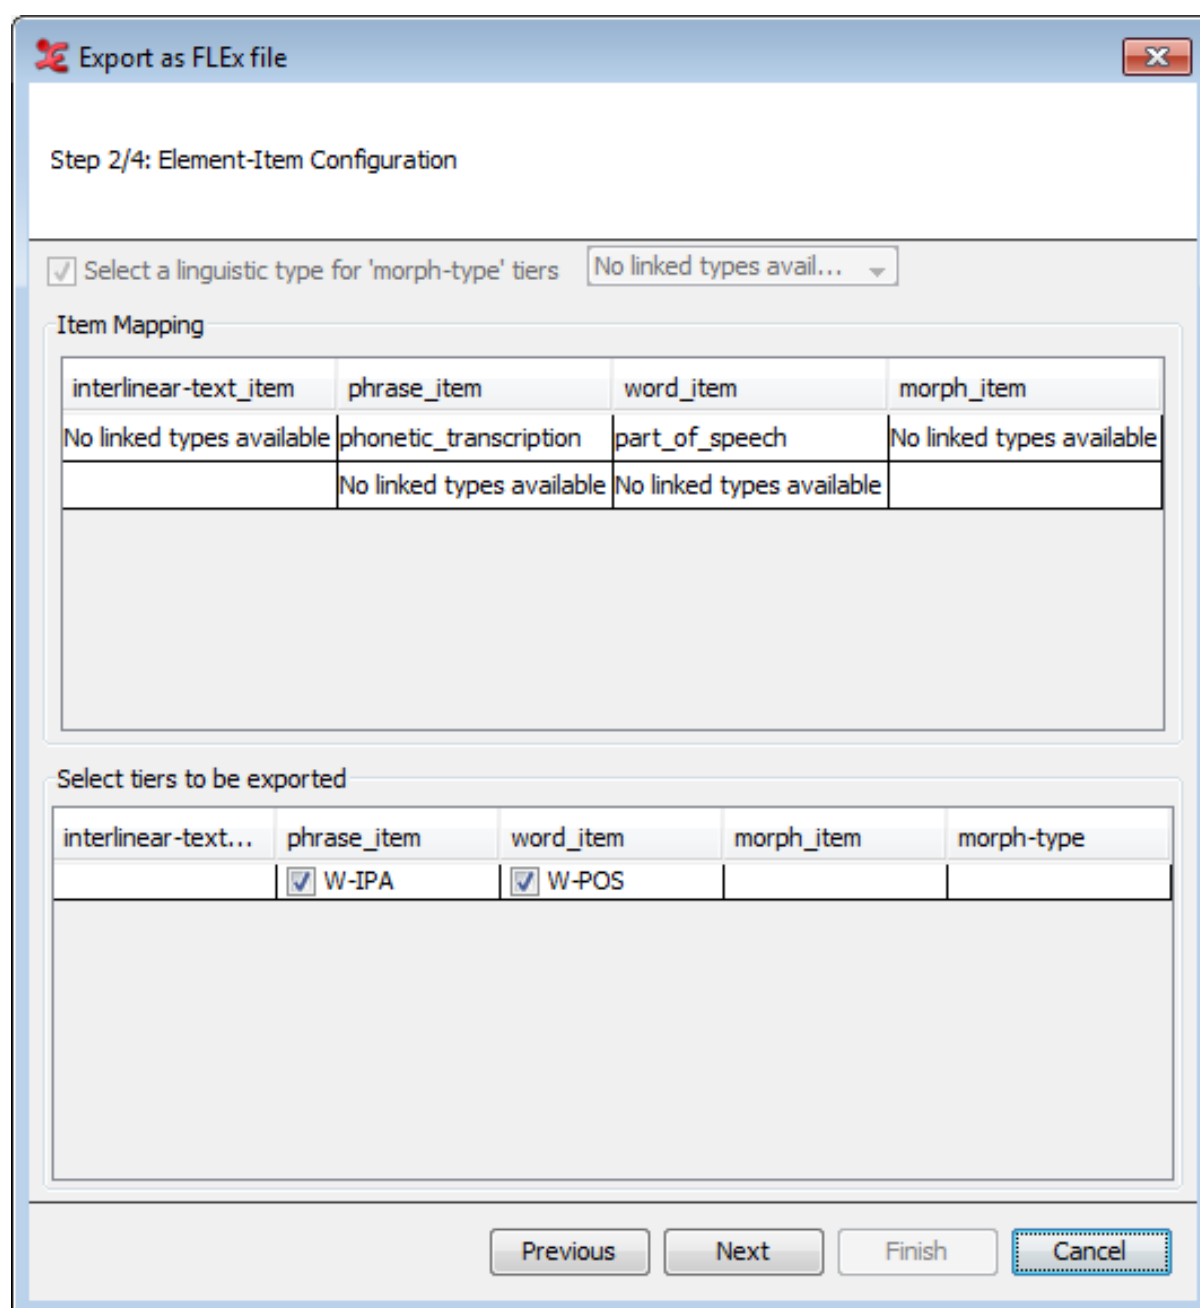 Export as FLEx file
Step 2/4: Element-Item Configuration
Select a linguistic type for 'morph-type' tiers No linked types avail...
Item Mapping
interlinear-text_item phrase_item word_item morph_item
No linked types available phonetic_transcription part_of_speech No linked types available
No linked types available No linked types available
Select tiers to be exported
interlinear-text... phrase_item word_item morph_item morph-type
W-IPA W-POS
Previous Next Finish Cancel